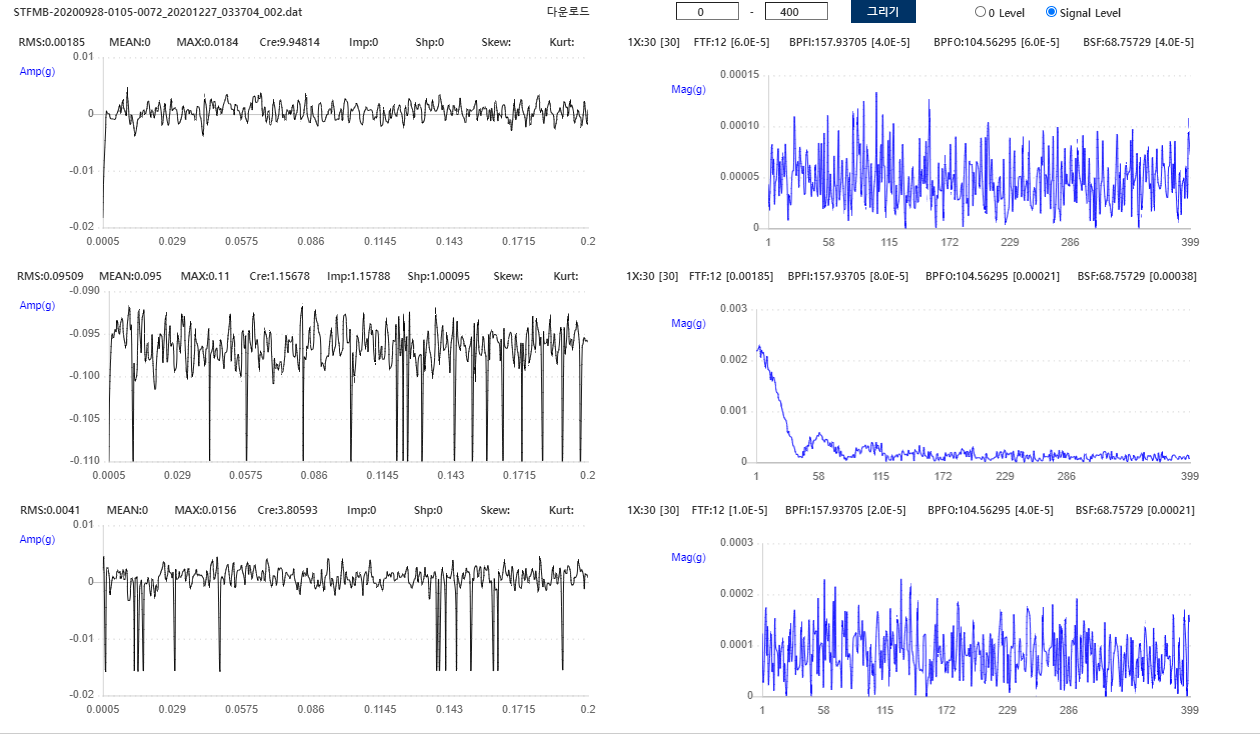 STFMB-20200928-0105-0072_20201227_033704_002.dat 다운로드 0 - 400 그리기 0 Level Signal Level
RMS:0.00185 MEAN:0 MAX:0.0184 Cre:9.94814 Imp:0 Shp:0 Skew: Kurt:
0.01
Amp(g)
0
-0.01
-0.02
0.0005 0.029 0.0575 0.086 0.1145 0.143 0.1715 0.2
1X:30 [30] FTF:12 [6.0E-5] BPFI:157.93705 [4.0E-5] BPFO:104.56295 [6.0E-5] BSF:68.75729 [4.0E-5]
0.00015
Mag(g)
0.00010
0.00005
0
1 58 115 172 229 286 399
RMS:0.09509 MEAN:0.095 MAX:0.11 Cre:1.15678 Imp:1.15788 Shp:1.00095 Skew: Kurt:
-0.090
Amp(g)
-0.095
-0.100
-0.105
-0.110
0.0005 0.029 0.0575 0.086 0.1145 0.143 0.1715 0.2
1X:30 [30] FTF:12 [0.00185] BPFI:157.93705 [8.0E-5] BPFO:104.56295 [0.00021] BSF:68.75729 [0.00038]
0.003
Mag(g)
0.002
0.001
0
1 58 115 172 229 286 399
RMS:0.0041 MEAN:0 MAX:0.0156 Cre:3.80593 Imp:0 Shp:0 Skew: Kurt:
0.01
Amp(g)
0
-0.01
-0.02
0.0005 0.029 0.0575 0.086 0.1145 0.143 0.1715 0.2
1X:30 [30] FTF:12 [1.0E-5] BPFI:157.93705 [2.0E-5] BPFO:104.56295 [4.0E-5] BSF:68.75729 [0.00021]
0.0003
Mag(g)
0.0002
0.0001
0
1 58 115 172 229 286 399